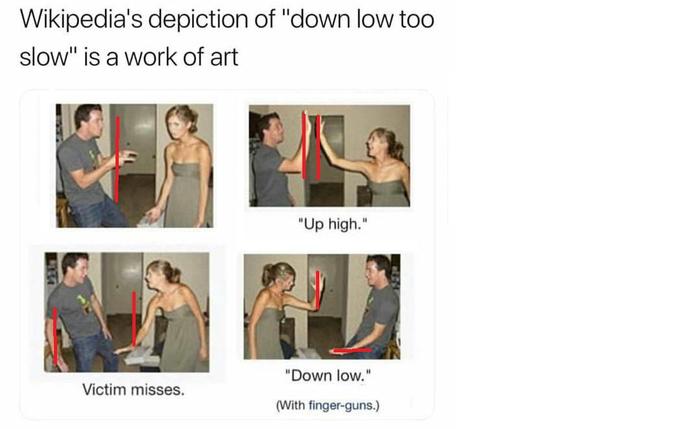 Wikipedia's depiction of "down low too
slow" is a work of art
"Up high."
Victim misses.
"Down low."
(With finger-guns.)